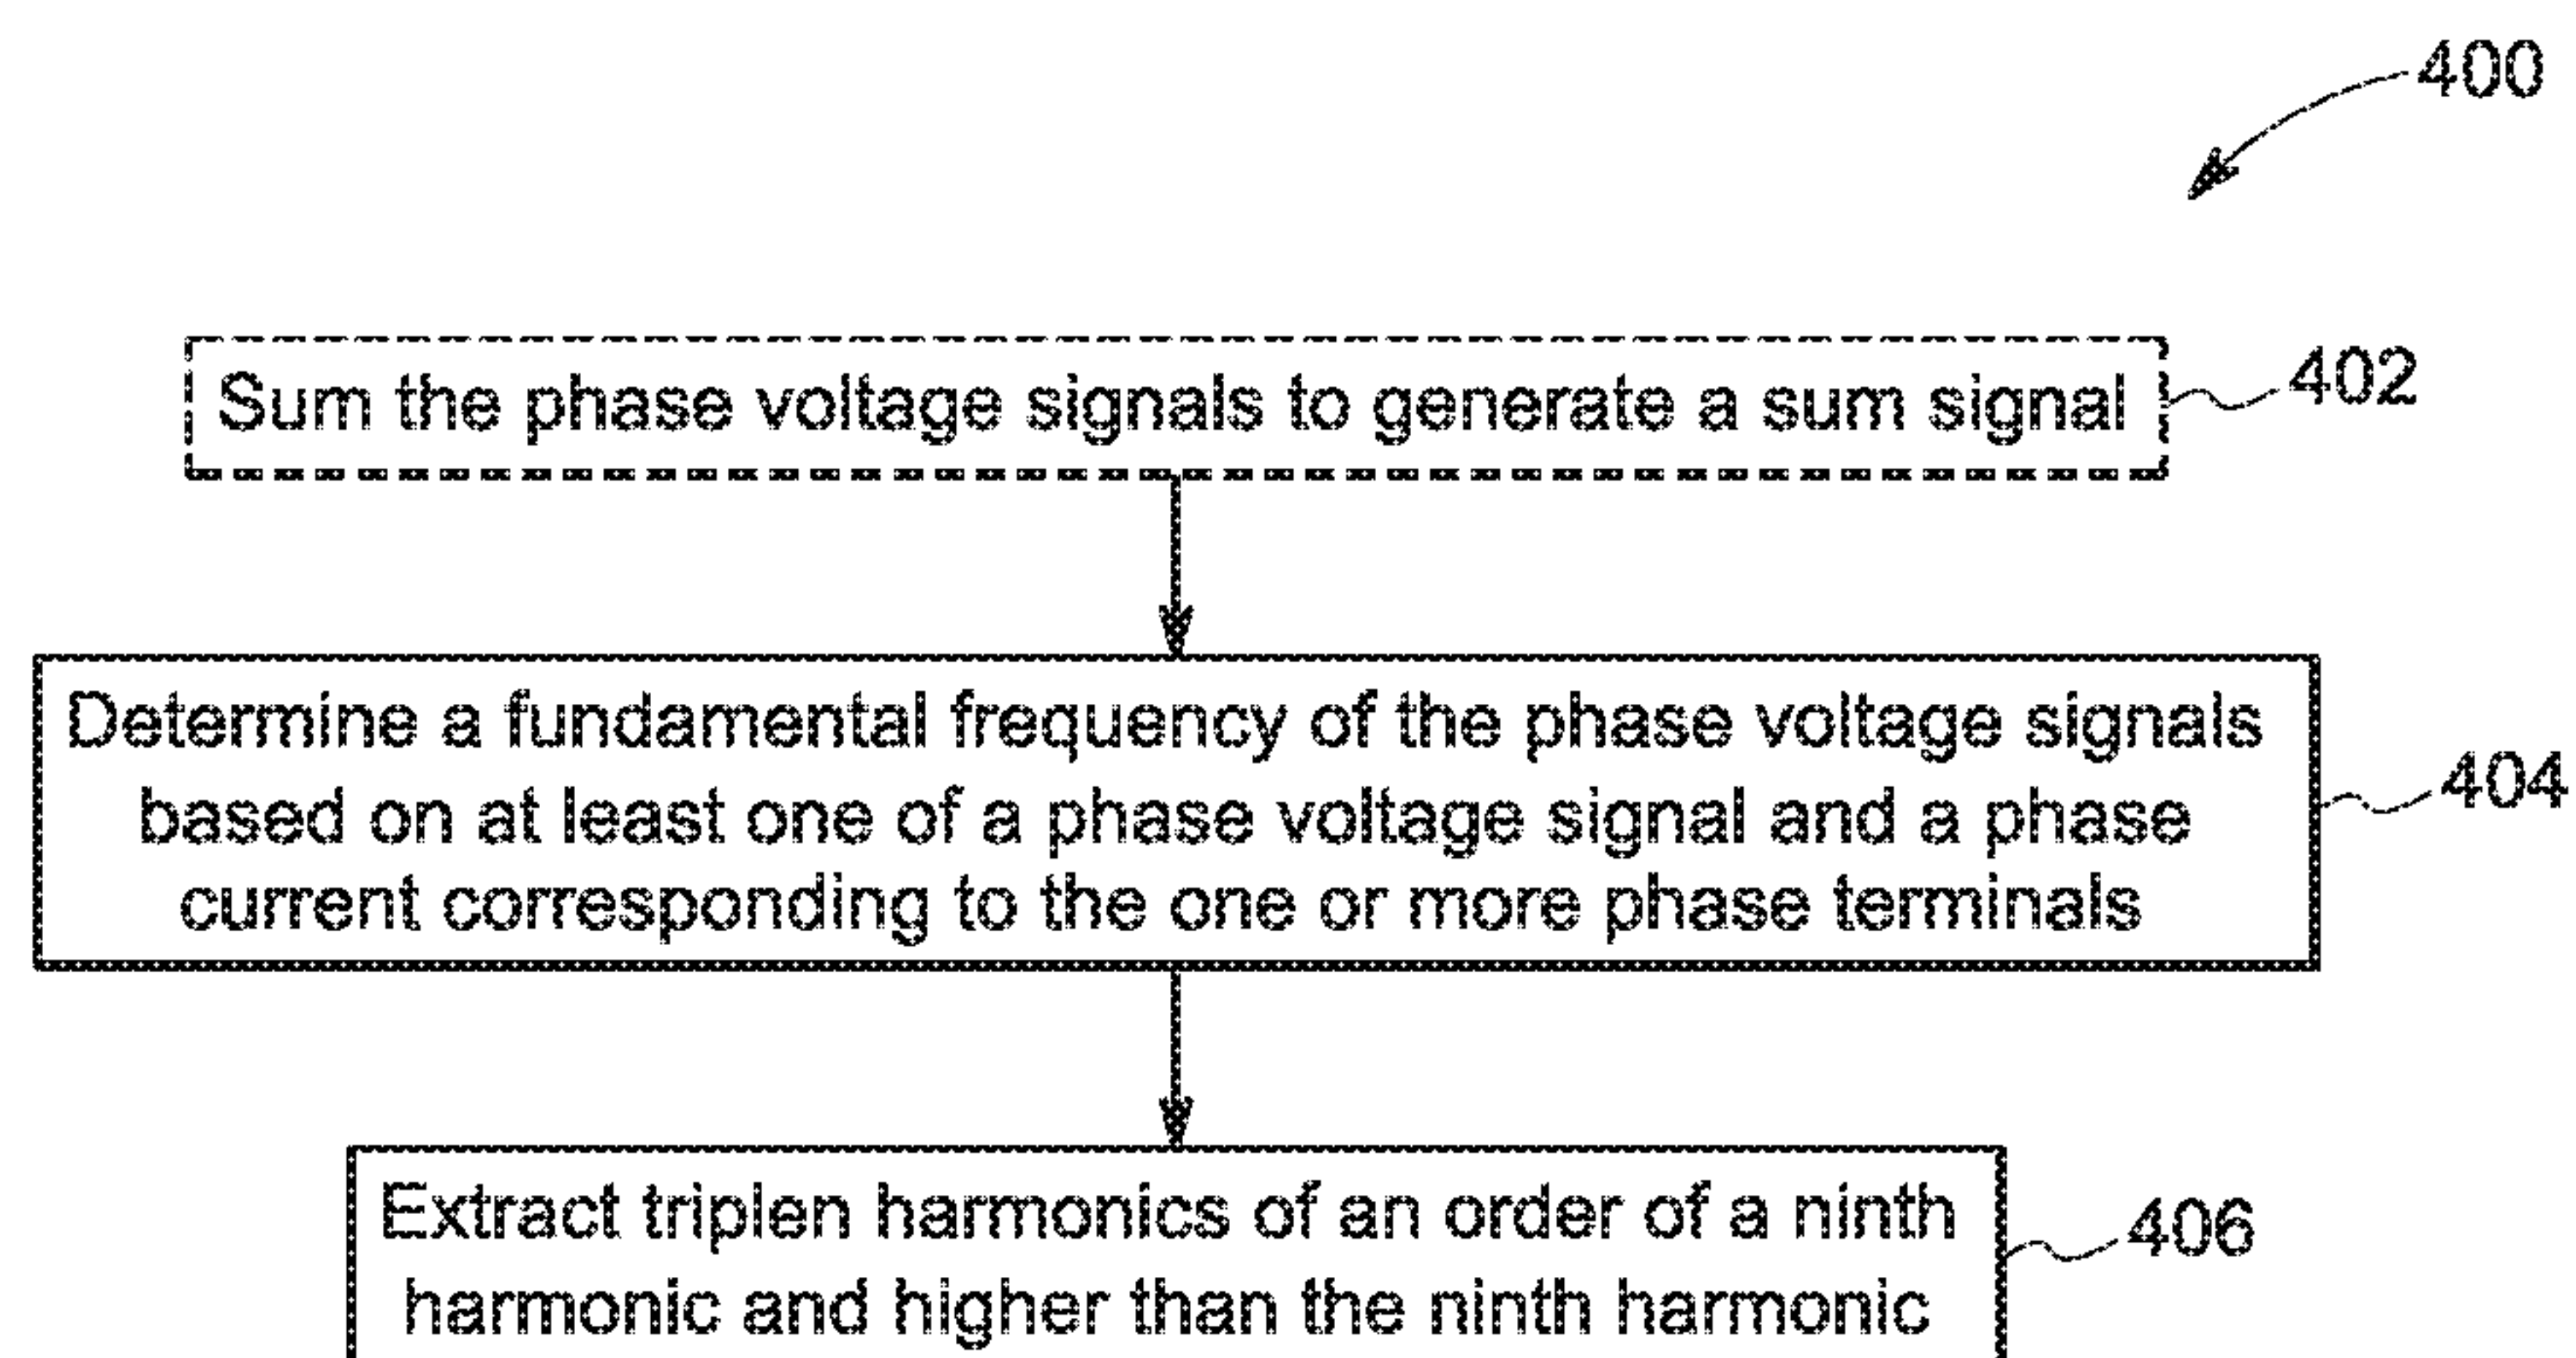 400
Sum the phase voltage signals to generate a sum signal
402
Determine a fundamental frequency of the phase voltage signals
based on at least one of a phase voltage signal and a phase
current corresponding to the one or more phase terminals
404
Extract triplen harmonics of an order of a ninth
harmonic and higher than the ninth harmonic
406